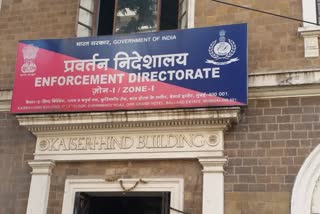 भारत सरकार, GOVERNMENT OF INDIA
प्रवर्तन निदेशालय
ENFORCEMENT DIRECTORATE
ज़ोन-I / ZONE-I
KAISER-I-HIND BUILDING